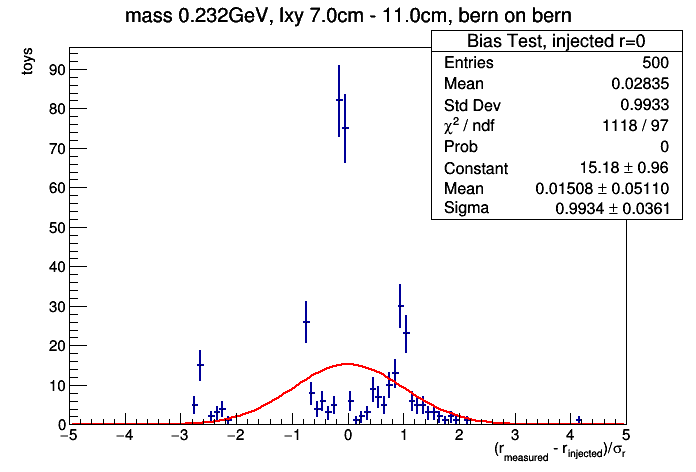 mass 0.232GeV, lxy 7.0cm - 11.0cm, bern on bern
Bias Test, injected r=0
Entries 500
Mean 0.02835
Std Dev 0.9933
χ² / ndf 1118 / 97
Prob 0
Constant 15.18 ± 0.96
Mean 0.01508 ± 0.05110
Sigma 0.9934 ± 0.0361
toys
90
80
70
60
50
40
30
20
10
0
−5 −4 −3 −2 −1 0 1 2 3 4 5
(r_measured - r_injected)/σ_r